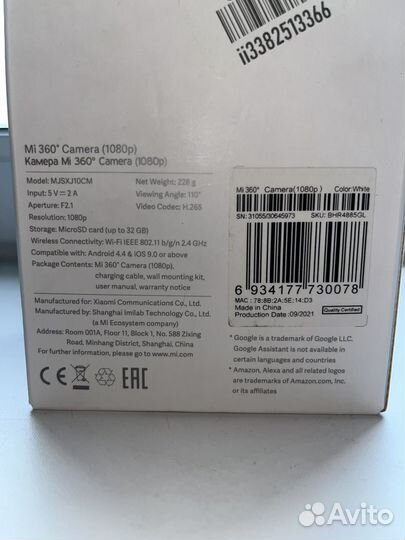 ii3382513366
Mi 360° Camera (1080p)
Камера Mi 360° Camera (1080p)
Model: MJSXJ10CM
Net Weight: 228 g
Input: 5 V ⎓ 2 A
Viewing Angle: 110°
Aperture: F2.1
Video Codec: H.265
Resolution: 1080p
Storage: MicroSD card (up to 32 GB)
Wireless Connectivity: Wi-Fi IEEE 802.11 b/g/n 2.4 GHz
Compatible with: Android 4.4 & iOS 9.0 or above
Package Contents: Mi 360° Camera (1080p),
charging cable, wall mounting kit,
user manual, warranty notice
Manufactured for: Xiaomi Communications Co., Ltd.
Manufactured by: Shanghai Imilab Technology Co., Ltd.
(a Mi Ecosystem company)
Address: Room 001A, Floor 11, Block 1, No. 588 Zixing
Road, Minhang District, Shanghai, China
For further information, please go to www.mi.com
CE EAC
Mi 360° Camera(1080p) Color:White
SN: 31055/30645973 SKU: BHR4885GL
6 934177 730078
MAC : 78:8B:2A:5E:14:D3
Made in China
Production Date: 09/2021
Quality Certified
* Google is a trademark of Google LLC.
Google Assistant is not available in
certain languages and countries
* Amazon, Alexa and all related logos
are trademarks of Amazon.com, Inc.
or its affiliates
Avito